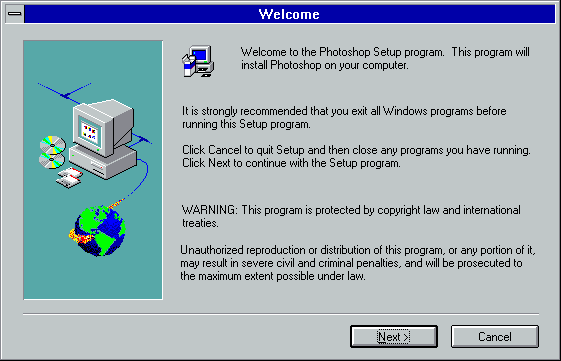 Welcome
Welcome to the Photoshop Setup program. This program will
install Photoshop on your computer.
It is strongly recommended that you exit all Windows programs before
running this Setup program.
Click Cancel to quit Setup and then close any programs you have running.
Click Next to continue with the Setup program.
WARNING: This program is protected by copyright law and international
treaties.
Unauthorized reproduction or distribution of this program, or any portion of it,
may result in severe civil and criminal penalties, and will be prosecuted to
the maximum extent possible under law.
Next >
Cancel